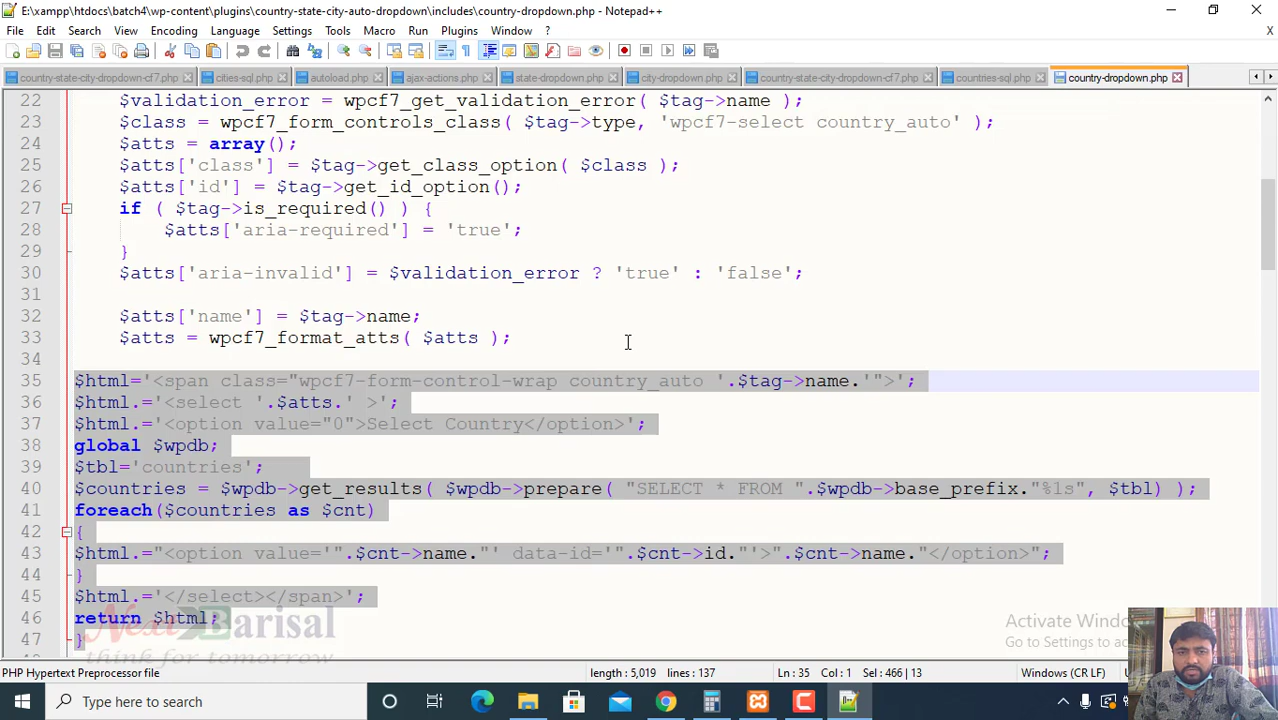 E:\xampp\htdocs\batch4\wp-content\plugins\country-state-city-auto-dropdown\includes\country-dropdown.php - Notepad++
File Edit Search View Encoding Language Settings Tools Macro Run Plugins Window ? X
country-state-city-dropdown-cf7.php cities-sql.php autoload.php ajax-actions.php state-dropdown.php city-dropdown.php country-state-city-dropdown-cf7.php countries-sql.php country-dropdown.php
22 $validation_error = wpcf7_get_validation_error( $tag->name );
23 $class = wpcf7_form_controls_class( $tag->type, 'wpcf7-select country_auto' );
24 $atts = array();
25 $atts['class'] = $tag->get_class_option( $class );
26 $atts['id'] = $tag->get_id_option();
27 if ( $tag->is_required() ) {
28 $atts['aria-required'] = 'true';
29 }
30 $atts['aria-invalid'] = $validation_error ? 'true' : 'false';
31
32 $atts['name'] = $tag->name;
33 $atts = wpcf7_format_atts( $atts );
34
35 $html='<span class="wpcf7-form-control-wrap country_auto '.$tag->name.'">';
36 $html.='<select '.$atts.' >';
37 $html.='<option value="0">Select Country</option>';
38 global $wpdb;
39 $tbl='countries';
40 $countries = $wpdb->get_results( $wpdb->prepare( "SELECT * FROM ".$wpdb->base_prefix."%1s", $tbl) );
41 foreach($countries as $cnt)
42 {
43 $html.="<option value='".$cnt->name."' data-id='".$cnt->id."'>".$cnt->name."</option>";
44 }
45 $html.='</select></span>';
46 return $html;
47 }
Next Barisal
think for tomorrow
Activate Windo
Go to Settings to ac
PHP Hypertext Preprocessor file length : 5,019 lines : 137 Ln : 35 Col : 1 Sel : 466 | 13 Windows (CR LF)
Type here to search